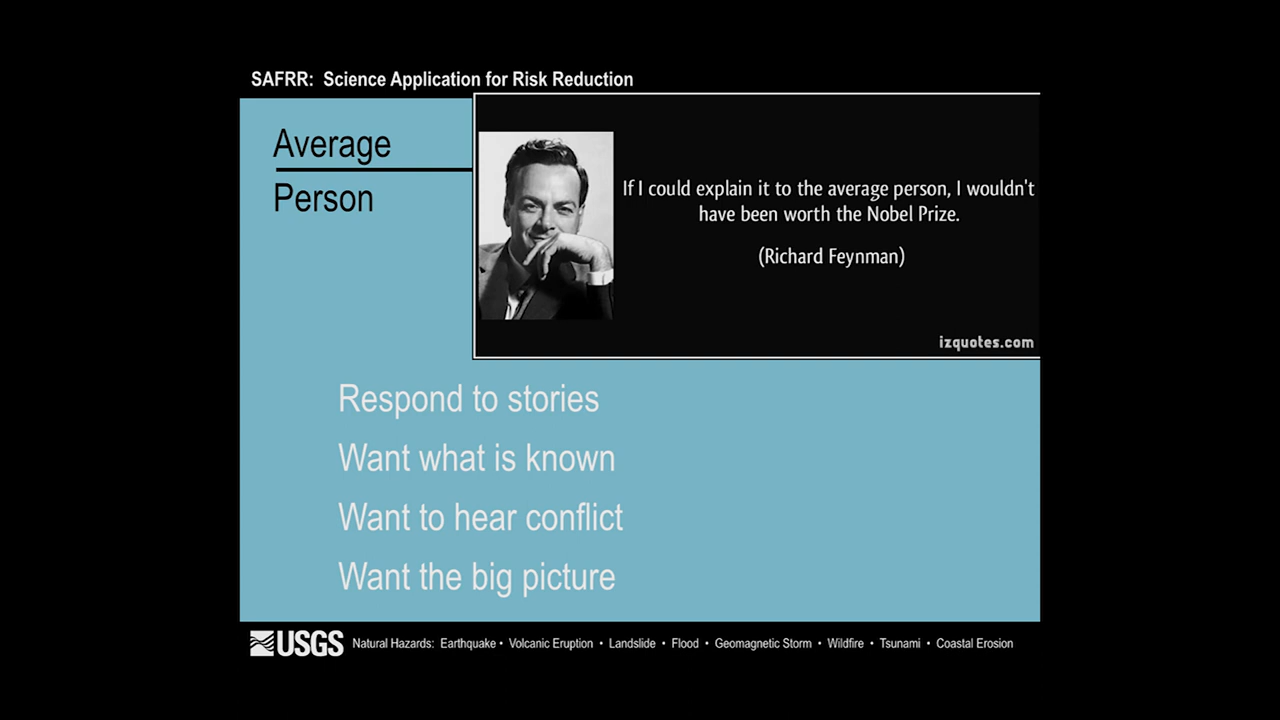 SAFRR: Science Application for Risk Reduction
Average
Person
If I could explain it to the average person, I wouldn't
have been worth the Nobel Prize.
(Richard Feynman)
izquotes.com
Respond to stories
Want what is known
Want to hear conflict
Want the big picture
USGS Natural Hazards: Earthquake • Volcanic Eruption • Landslide • Flood • Geomagnetic Storm • Wildfire • Tsunami • Coastal Erosion